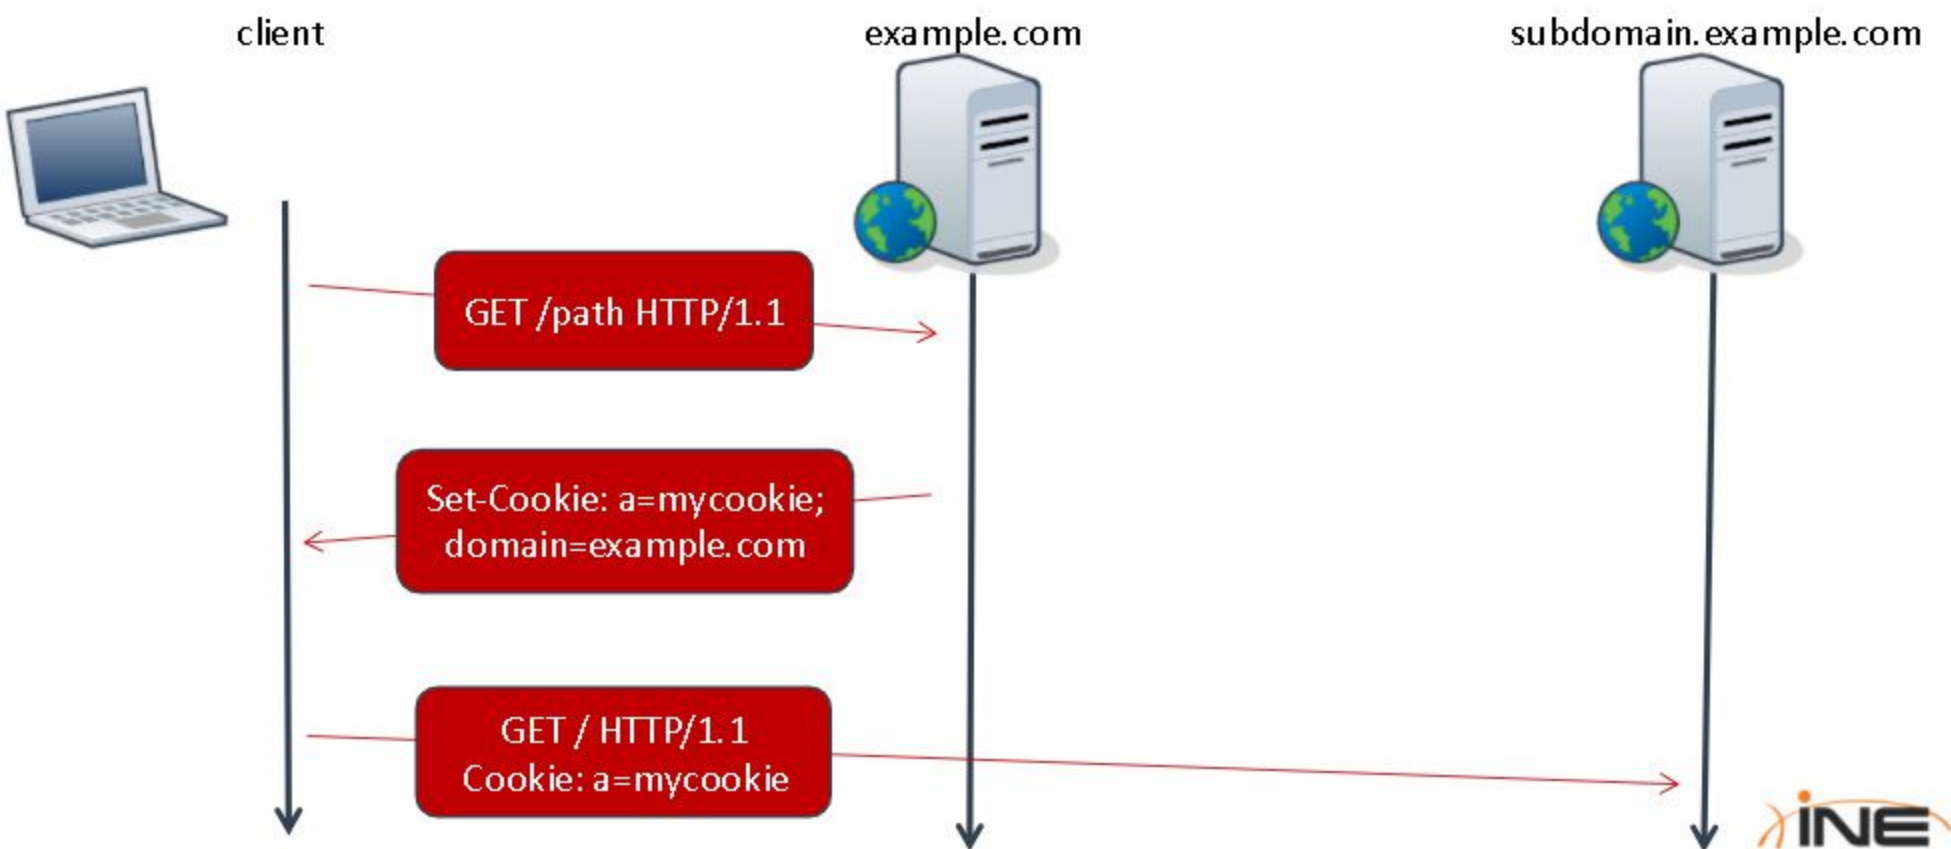 client
example.com
subdomain.example.com
GET /path HTTP/1.1
Set-Cookie: a=mycookie;
domain=example.com
GET / HTTP/1.1
Cookie: a=mycookie
INE